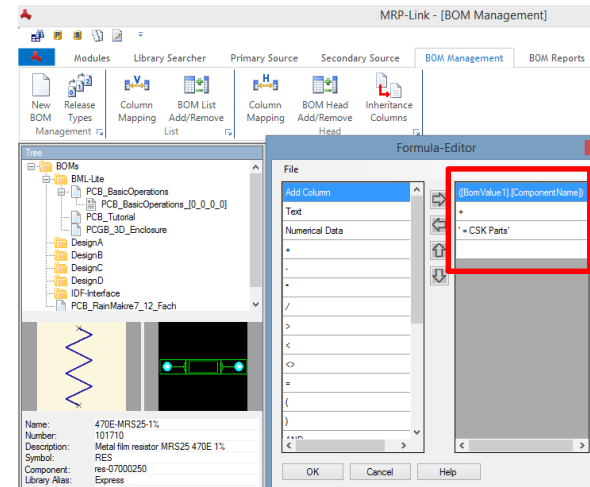 MRP-Link - [BOM Management]
Modules Library Searcher Primary Source Secondary Source BOM Management BOM Reports
New BOM
Release Types
Column Mapping
BOM List Add/Remove
Column Mapping
BOM Head Add/Remove
Inheritance Columns
Management List Head
Tree
BOMs
BML-Lite
PCB_BasicOperations
PCB_BasicOperations_[0_0_0_0]
PCB_Tutorial
PCGB_3D_Enclosure
DesignA
DesignB
DesignC
DesignD
IDF-Interface
PCB_RainMakre7_12_Fach
Name: 470E-MRS25-1%
Number: 101710
Description: Metal film resistor MRS25 470E 1%
Symbol: RES
Component: res-07000250
Library Alias: Express
Formula-Editor
File
Add Column
Text
Numerical Data
+
-
*
/
>
<
<>
=
(
)
AND
{[BomValue1].[ComponentName]}
+
' = CSK Parts'
OK Cancel Help